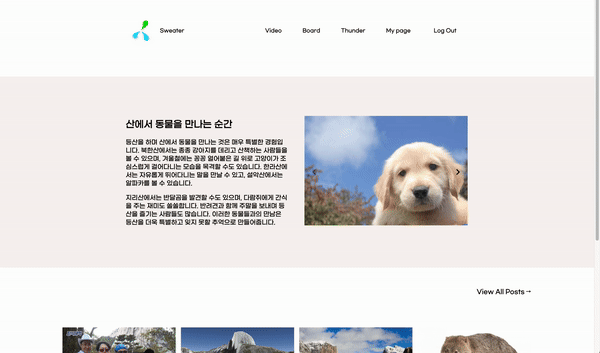 Sweater
Video
Board
Thunder
My page
Log Out
산에서 동물을 만나는 순간
등산을 하며 산에서 동물을 만나는 것은 매우 특별한 경험입니
다. 북한산에서는 종종 강아지를 데리고 산책하는 사람들을
볼 수 있으며, 겨울철에는 꽁꽁 얼어붙은 길 위로 고양이가 조
심스럽게 걸어다니는 모습을 목격할 수도 있습니다. 한라산에
서는 자유롭게 뛰어다니는 말을 만날 수 있고, 설악산에서는
알파카를 볼 수 있습니다.
지리산에서는 반달곰을 발견할 수도 있으며, 다람쥐에게 간식
을 주는 재미도 쏠쏠합니다. 반려견과 함께 주말을 보내며 등
산을 즐기는 사람들도 많습니다. 이러한 동물들과의 만남은
등산을 더욱 특별하고 잊지 못할 추억으로 만들어줍니다.
View All Posts→